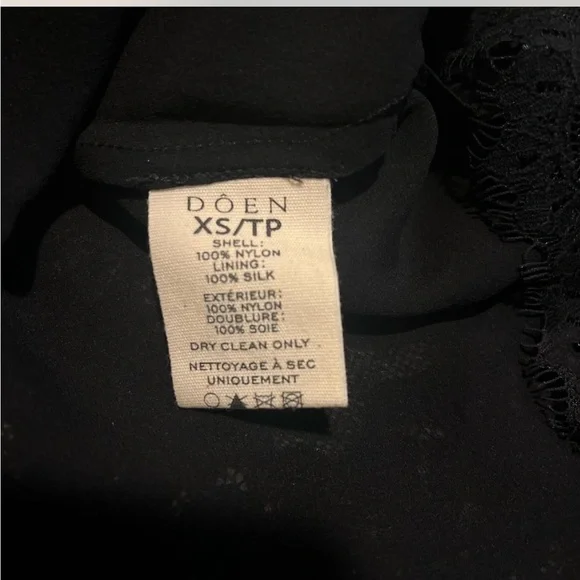 DÔEN
XS/TP
SHELL:
100% NYLON
LINING:
100% SILK
EXTÉRIEUR:
100% NYLON
DOUBLURE:
100% SOIE
DRY CLEAN ONLY
NETTOYAGE À SEC
UNIQUEMENT